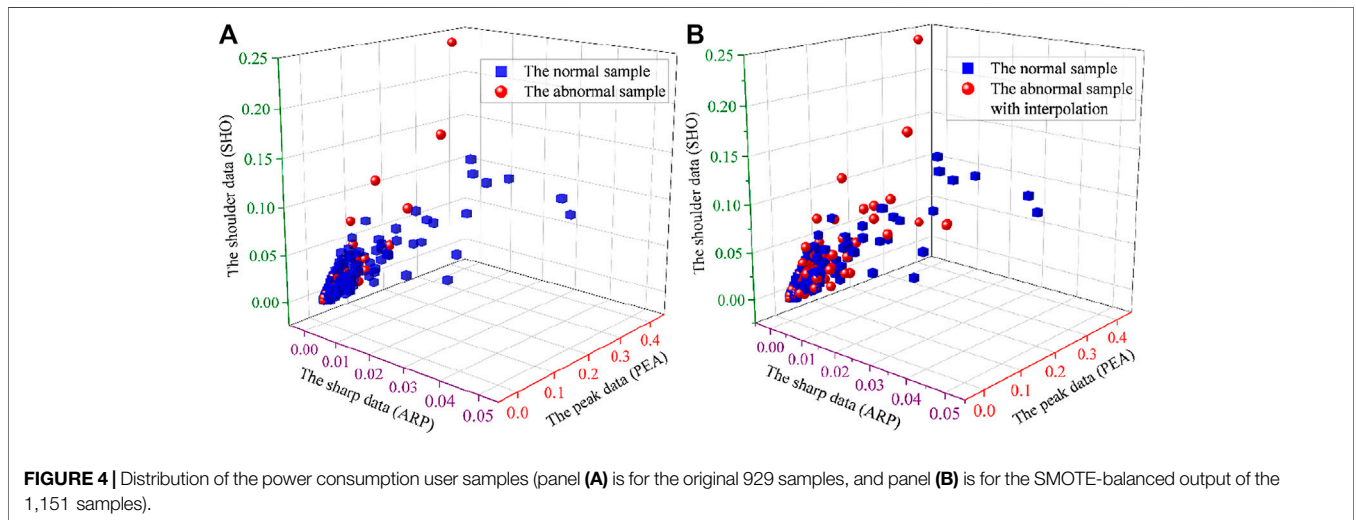 A
The shoulder data (SHO)
0.25
0.20
0.15
0.10
0.05
0.00
The normal sample
The abnormal sample
0.00
0.01
0.02
0.03
0.04
0.05
The sharp data (ARP)
0.0
0.1
0.2
0.3
0.4
The peak data (PEA)
B
The shoulder data (SHO)
0.25
0.20
0.15
0.10
0.05
0.00
The normal sample
The abnormal sample
with interpolation
0.00
0.01
0.02
0.03
0.04
0.05
The sharp data (ARP)
0.0
0.1
0.2
0.3
0.4
The peak data (PEA)
FIGURE 4 | Distribution of the power consumption user samples (panel (A) is for the original 929 samples, and panel (B) is for the SMOTE-balanced output of the
1,151 samples).